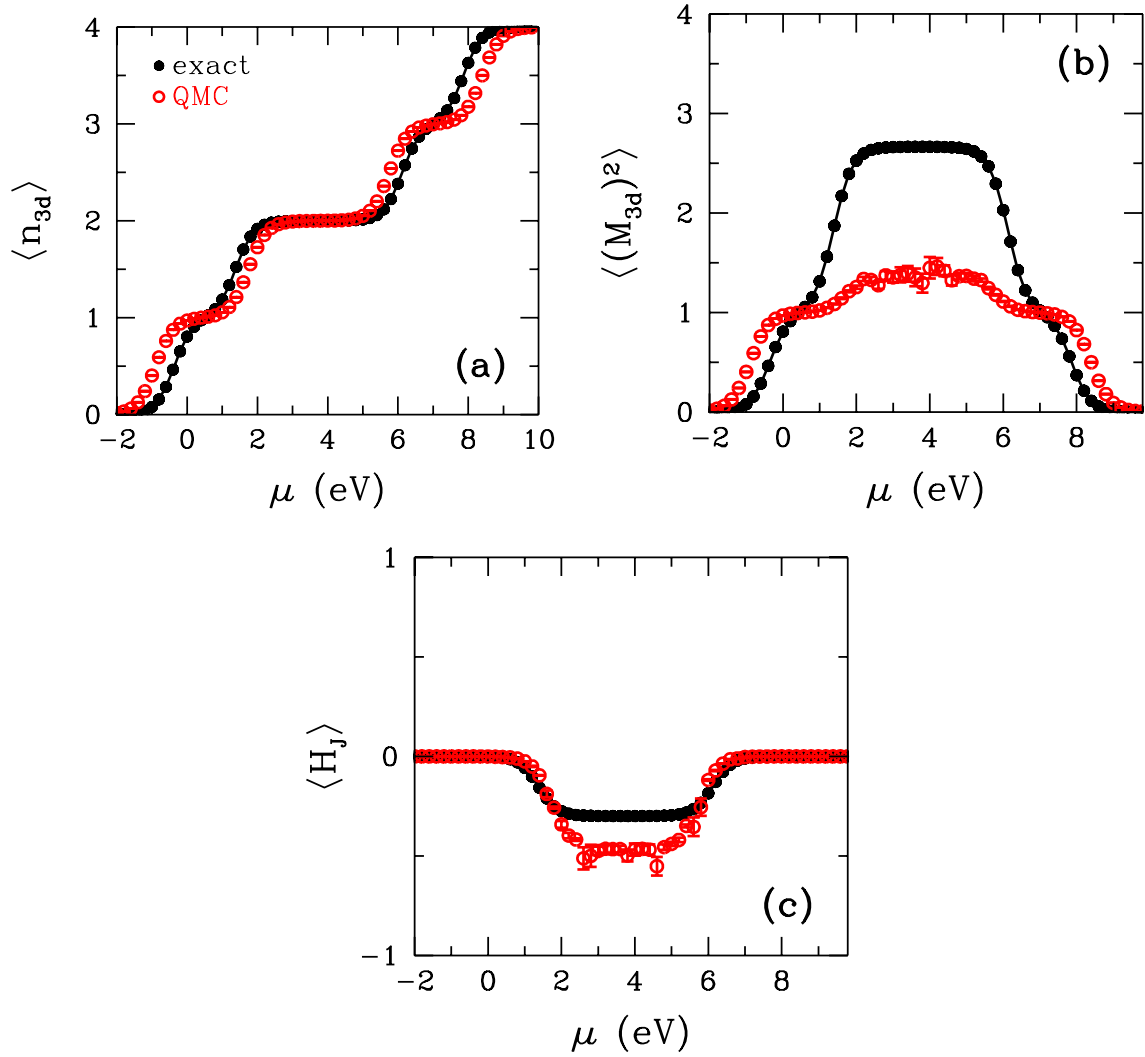 4
3
2
1
0
⟨n3d⟩
exact
QMC
(a)
−2 0 2 4 6 8 10
μ (eV)
4
3
2
1
0
⟨(M3d)²⟩
(b)
−2 0 2 4 6 8
μ (eV)
1
0
−1
⟨HJ⟩
(c)
−2 0 2 4 6 8
μ (eV)